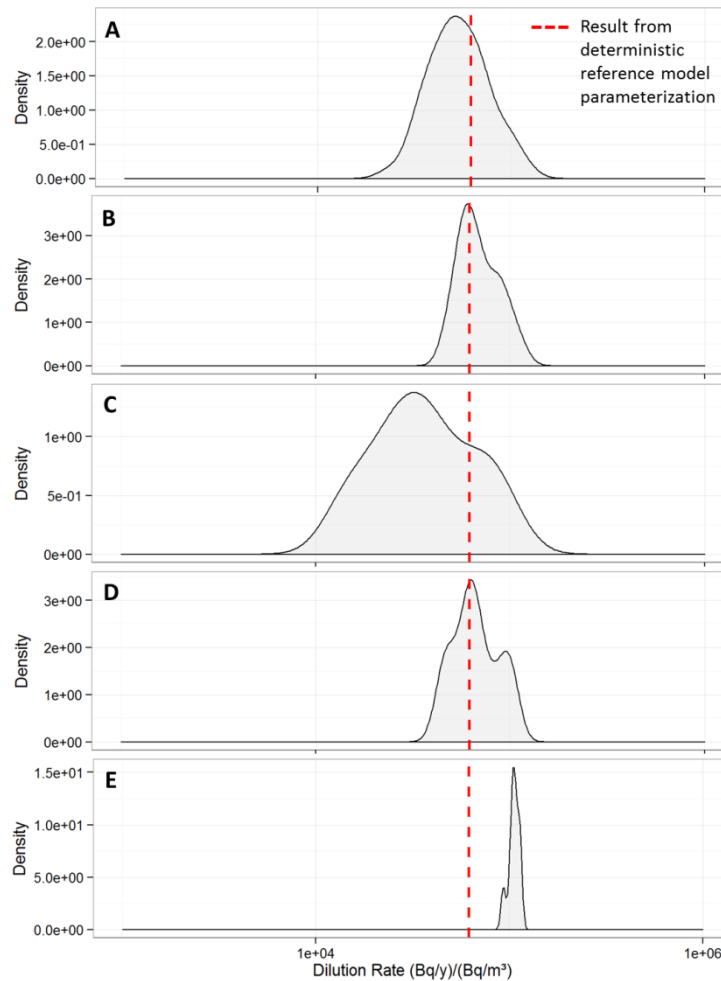 A
Density
2.0e+00
1.5e+00
1.0e+00
5.0e-01
0.0e+00
Result from
deterministic
reference model
parameterization
B
Density
3e+00
2e+00
1e+00
0e+00
C
Density
1e+00
5e-01
0e+00
D
Density
3e+00
2e+00
1e+00
0e+00
E
Density
1.5e+01
1.0e+01
5.0e+00
0.0e+00
1e+04
1e+06
Dilution Rate (Bq/y)/(Bq/m³)